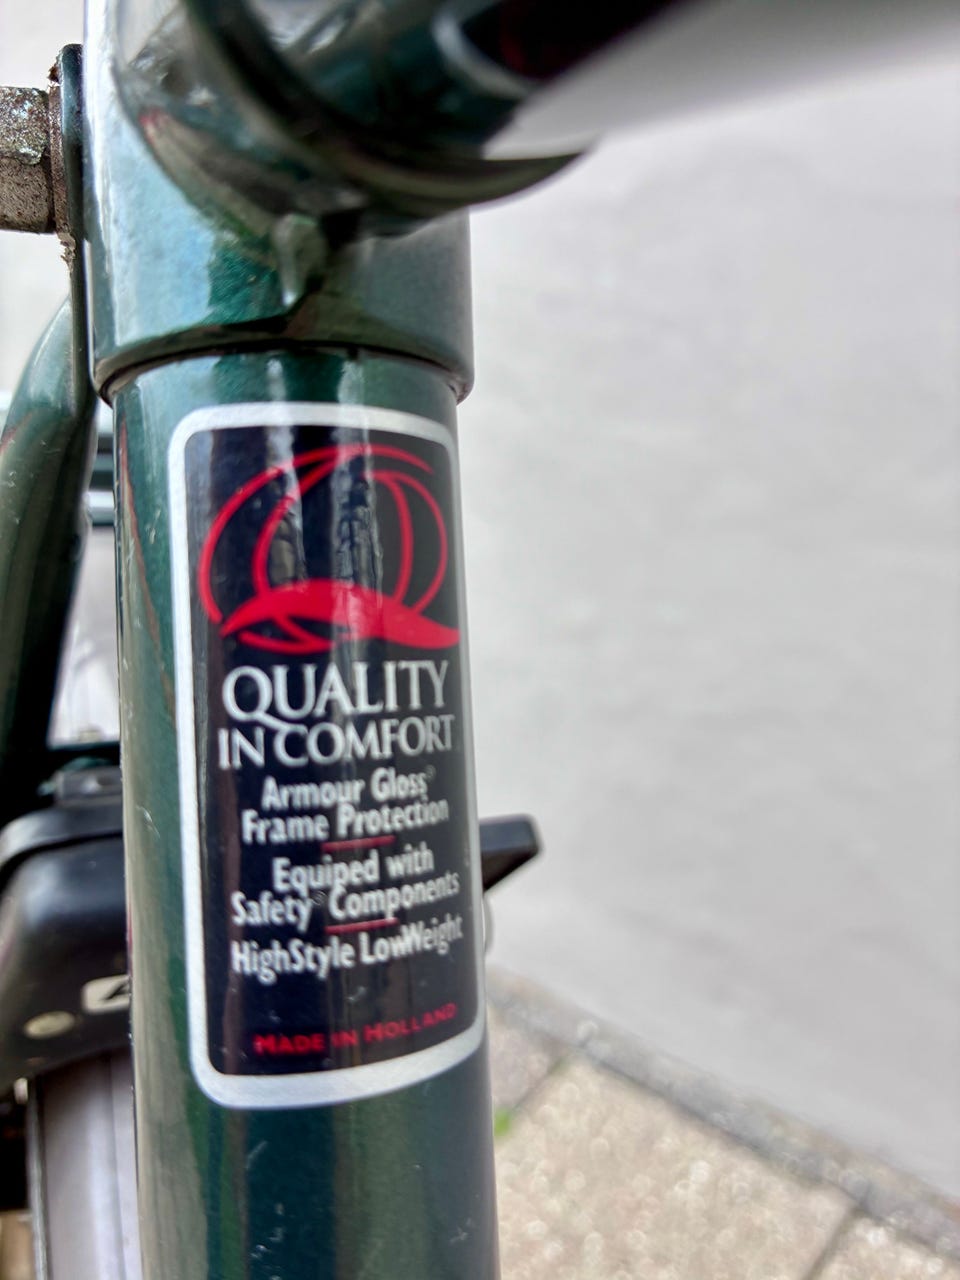 QUALITY
IN COMFORT
Armour Gloss®
Frame Protection
Equiped with
Safety® Components
HighStyle LowWeight
MADE IN HOLLAND